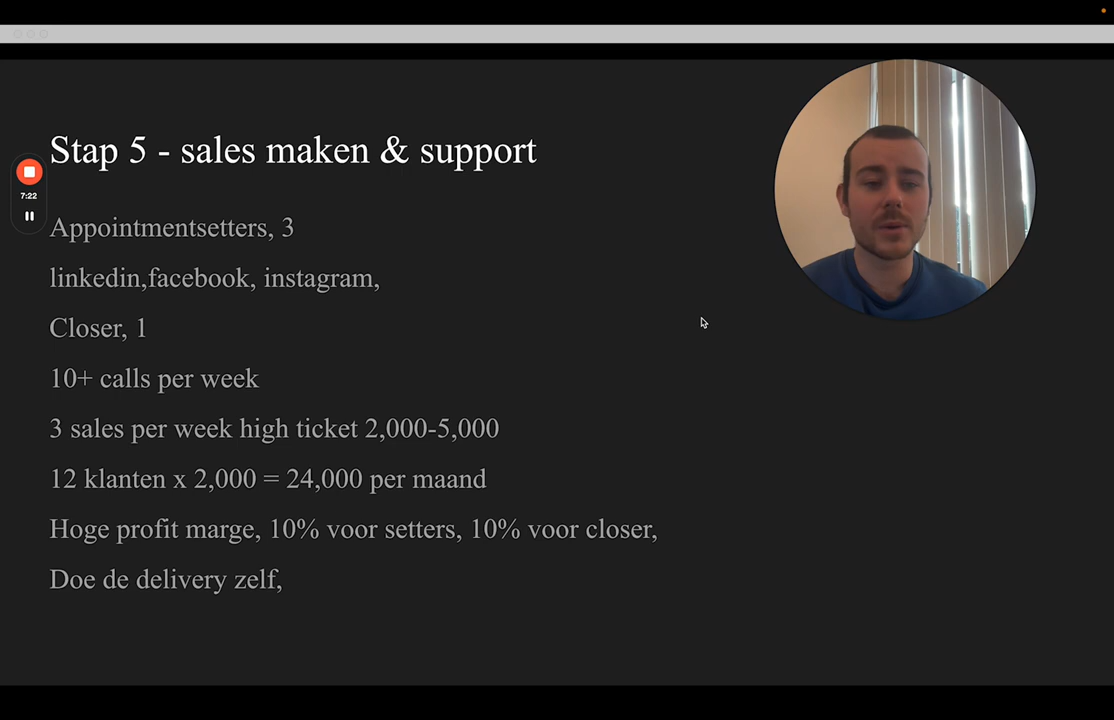 Stap 5 - sales maken & support
7:22
Appointmentsetters, 3
linkedin,facebook, instagram,
Closer, 1
10+ calls per week
3 sales per week high ticket 2,000-5,000
12 klanten x 2,000 = 24,000 per maand
Hoge profit marge, 10% voor setters, 10% voor closer,
Doe de delivery zelf,